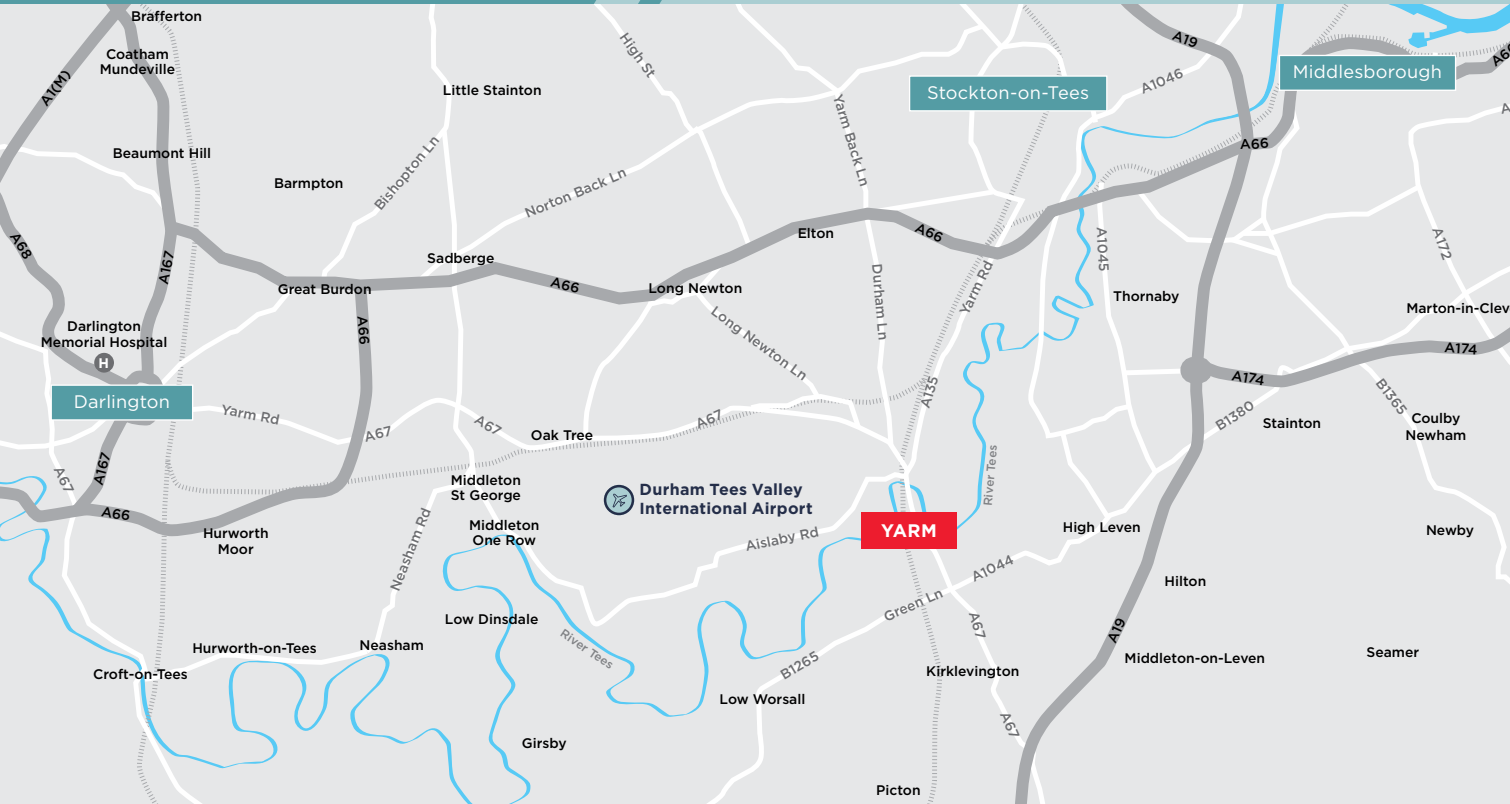 Brafferton
Coatham
Mundeville
A1(M)
High St
A19
Middlesborough
A1046
Little Stainton
Stockton-on-Tees
Yarm Back Ln
A66
Beaumont Hill
Bishopton Ln
Barmpton
Norton Back Ln
A68
A167
Sadberge
Elton
A66
A1045
A172
Great Burdon
A66
Long Newton
Durham Ln
Yarm Rd
Thornaby
Marton-in-Clev
Darlington
Memorial Hospital
H
A66
Long Newton Ln
A174
A174
Darlington
Yarm Rd
A67
A67
Oak Tree
A67
A135
B1380
B1365
Stainton
Coulby
Newham
A67
A167
A66
Middleton
St George
Durham Tees Valley
International Airport
River Tees
Hurworth
Moor
Middleton
One Row
Neasham Rd
Aislaby Rd
YARM
High Leven
Newby
A1044
Green Ln
Hilton
Low Dinsdale
River Tees
A67
A19
Hurworth-on-Tees
Neasham
Croft-on-Tees
B1265
Kirklevington
Middleton-on-Leven
Seamer
Low Worsall
A67
Girsby
Picton